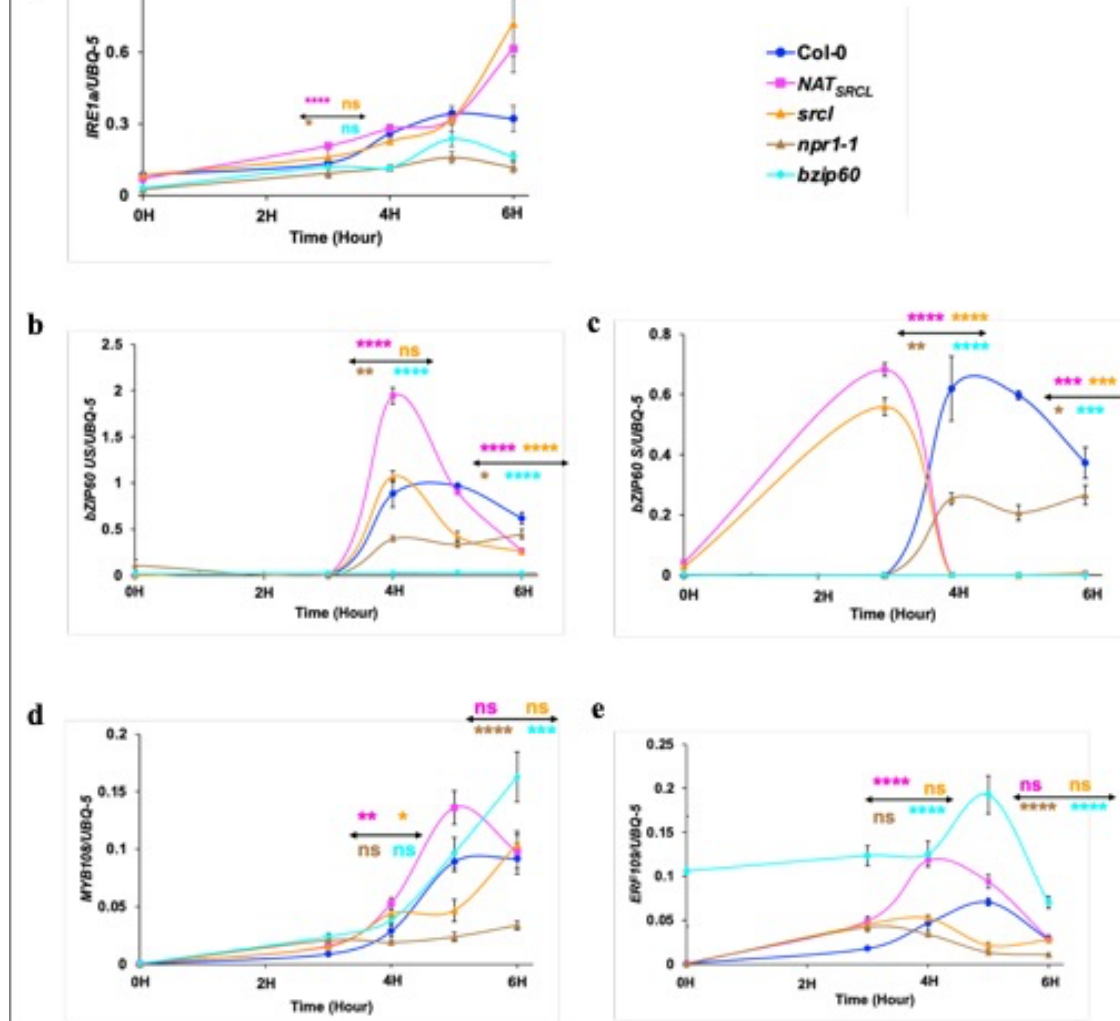 IRE1a/UBQ-5
0.6
0.3
0
**** ns
* ns
0H 2H 4H 6H
Time (Hour)
Col-0
NAT_SRCL
srcl
npr1-1
bzip60
b
bZIP60 US/UBQ-5
2.5
2
1.5
1
0.5
0
**** ns
** ****
**** ****
* ****
0H 2H 4H 6H
Time (Hour)
c
bZIP60 S/UBQ-5
0.8
0.6
0.4
0.2
0
**** ****
** ****
*** ***
* ***
0H 2H 4H 6H
Time (Hour)
d
MYB108/UBQ-5
0.2
0.15
0.1
0.05
0
** *
ns ns
ns ns
**** ***
0H 2H 4H 6H
Time (Hour)
e
ERF109/UBQ-5
0.25
0.2
0.15
0.1
0.05
0
**** ns
ns ****
ns ns
**** ****
0H 2H 4H 6H
Time (Hour)